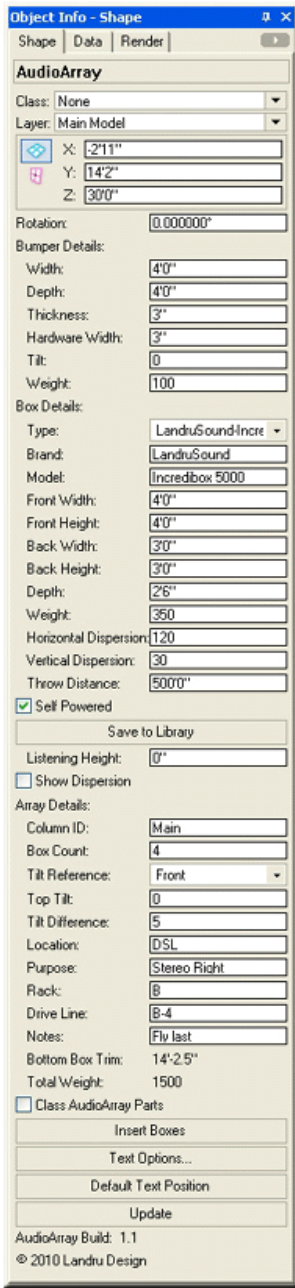 Object Info - Shape
Shape Data Render
AudioArray
Class: None
Layer: Main Model
X: -2'11"
Y: 14'2"
Z: 30'0"
Rotation: 0.000000°
Bumper Details:
Width: 4'0"
Depth: 4'0"
Thickness: 3"
Hardware Width: 3"
Tilt: 0
Weight: 100
Box Details:
Type: LandruSound-Incre
Brand: LandruSound
Model: Incredibox 5000
Front Width: 4'0"
Front Height: 4'0"
Back Width: 3'0"
Back Height: 3'0"
Depth: 2'6"
Weight: 350
Horizontal Dispersion: 120
Vertical Dispersion: 30
Throw Distance: 500'0"
Self Powered
Save to Library
Listening Height: 0"
Show Dispersion
Array Details:
Column ID: Main
Box Count: 4
Tilt Reference: Front
Top Tilt: 0
Tilt Difference: 5
Location: DSL
Purpose: Stereo Right
Rack: B
Drive Line: B-4
Notes: Fly last
Bottom Box Trim: 14'-2.5"
Total Weight: 1500
Class AudioArray Parts
Insert Boxes
Text Options...
Default Text Position
Update
AudioArray Build: 1.1
© 2010 Landru Design